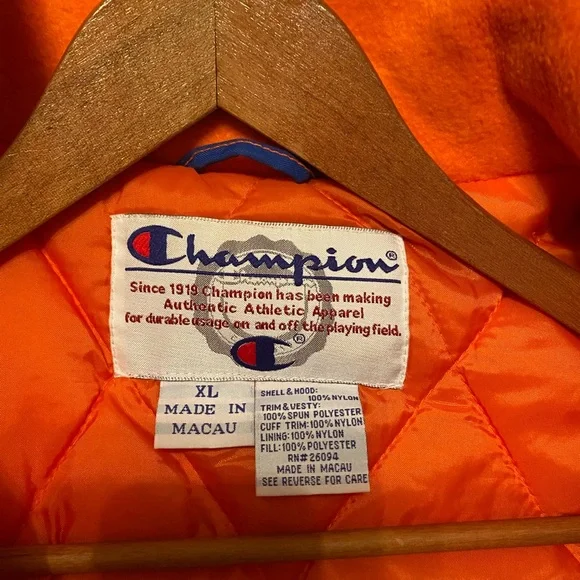 Champion®
Since 1919 Champion has been making
Authentic Athletic Apparel
for durable usage on and off the playing field.
®
XL
MADE IN
MACAU
SHELL & HOOD:
100% NYLON
TRIM & VESTY:
100% SPUN POLYESTER
CUFF TRIM: 100% NYLON
LINING: 100% NYLON
FILL: 100% POLYESTER
RN# 26094
MADE IN MACAU
SEE REVERSE FOR CARE